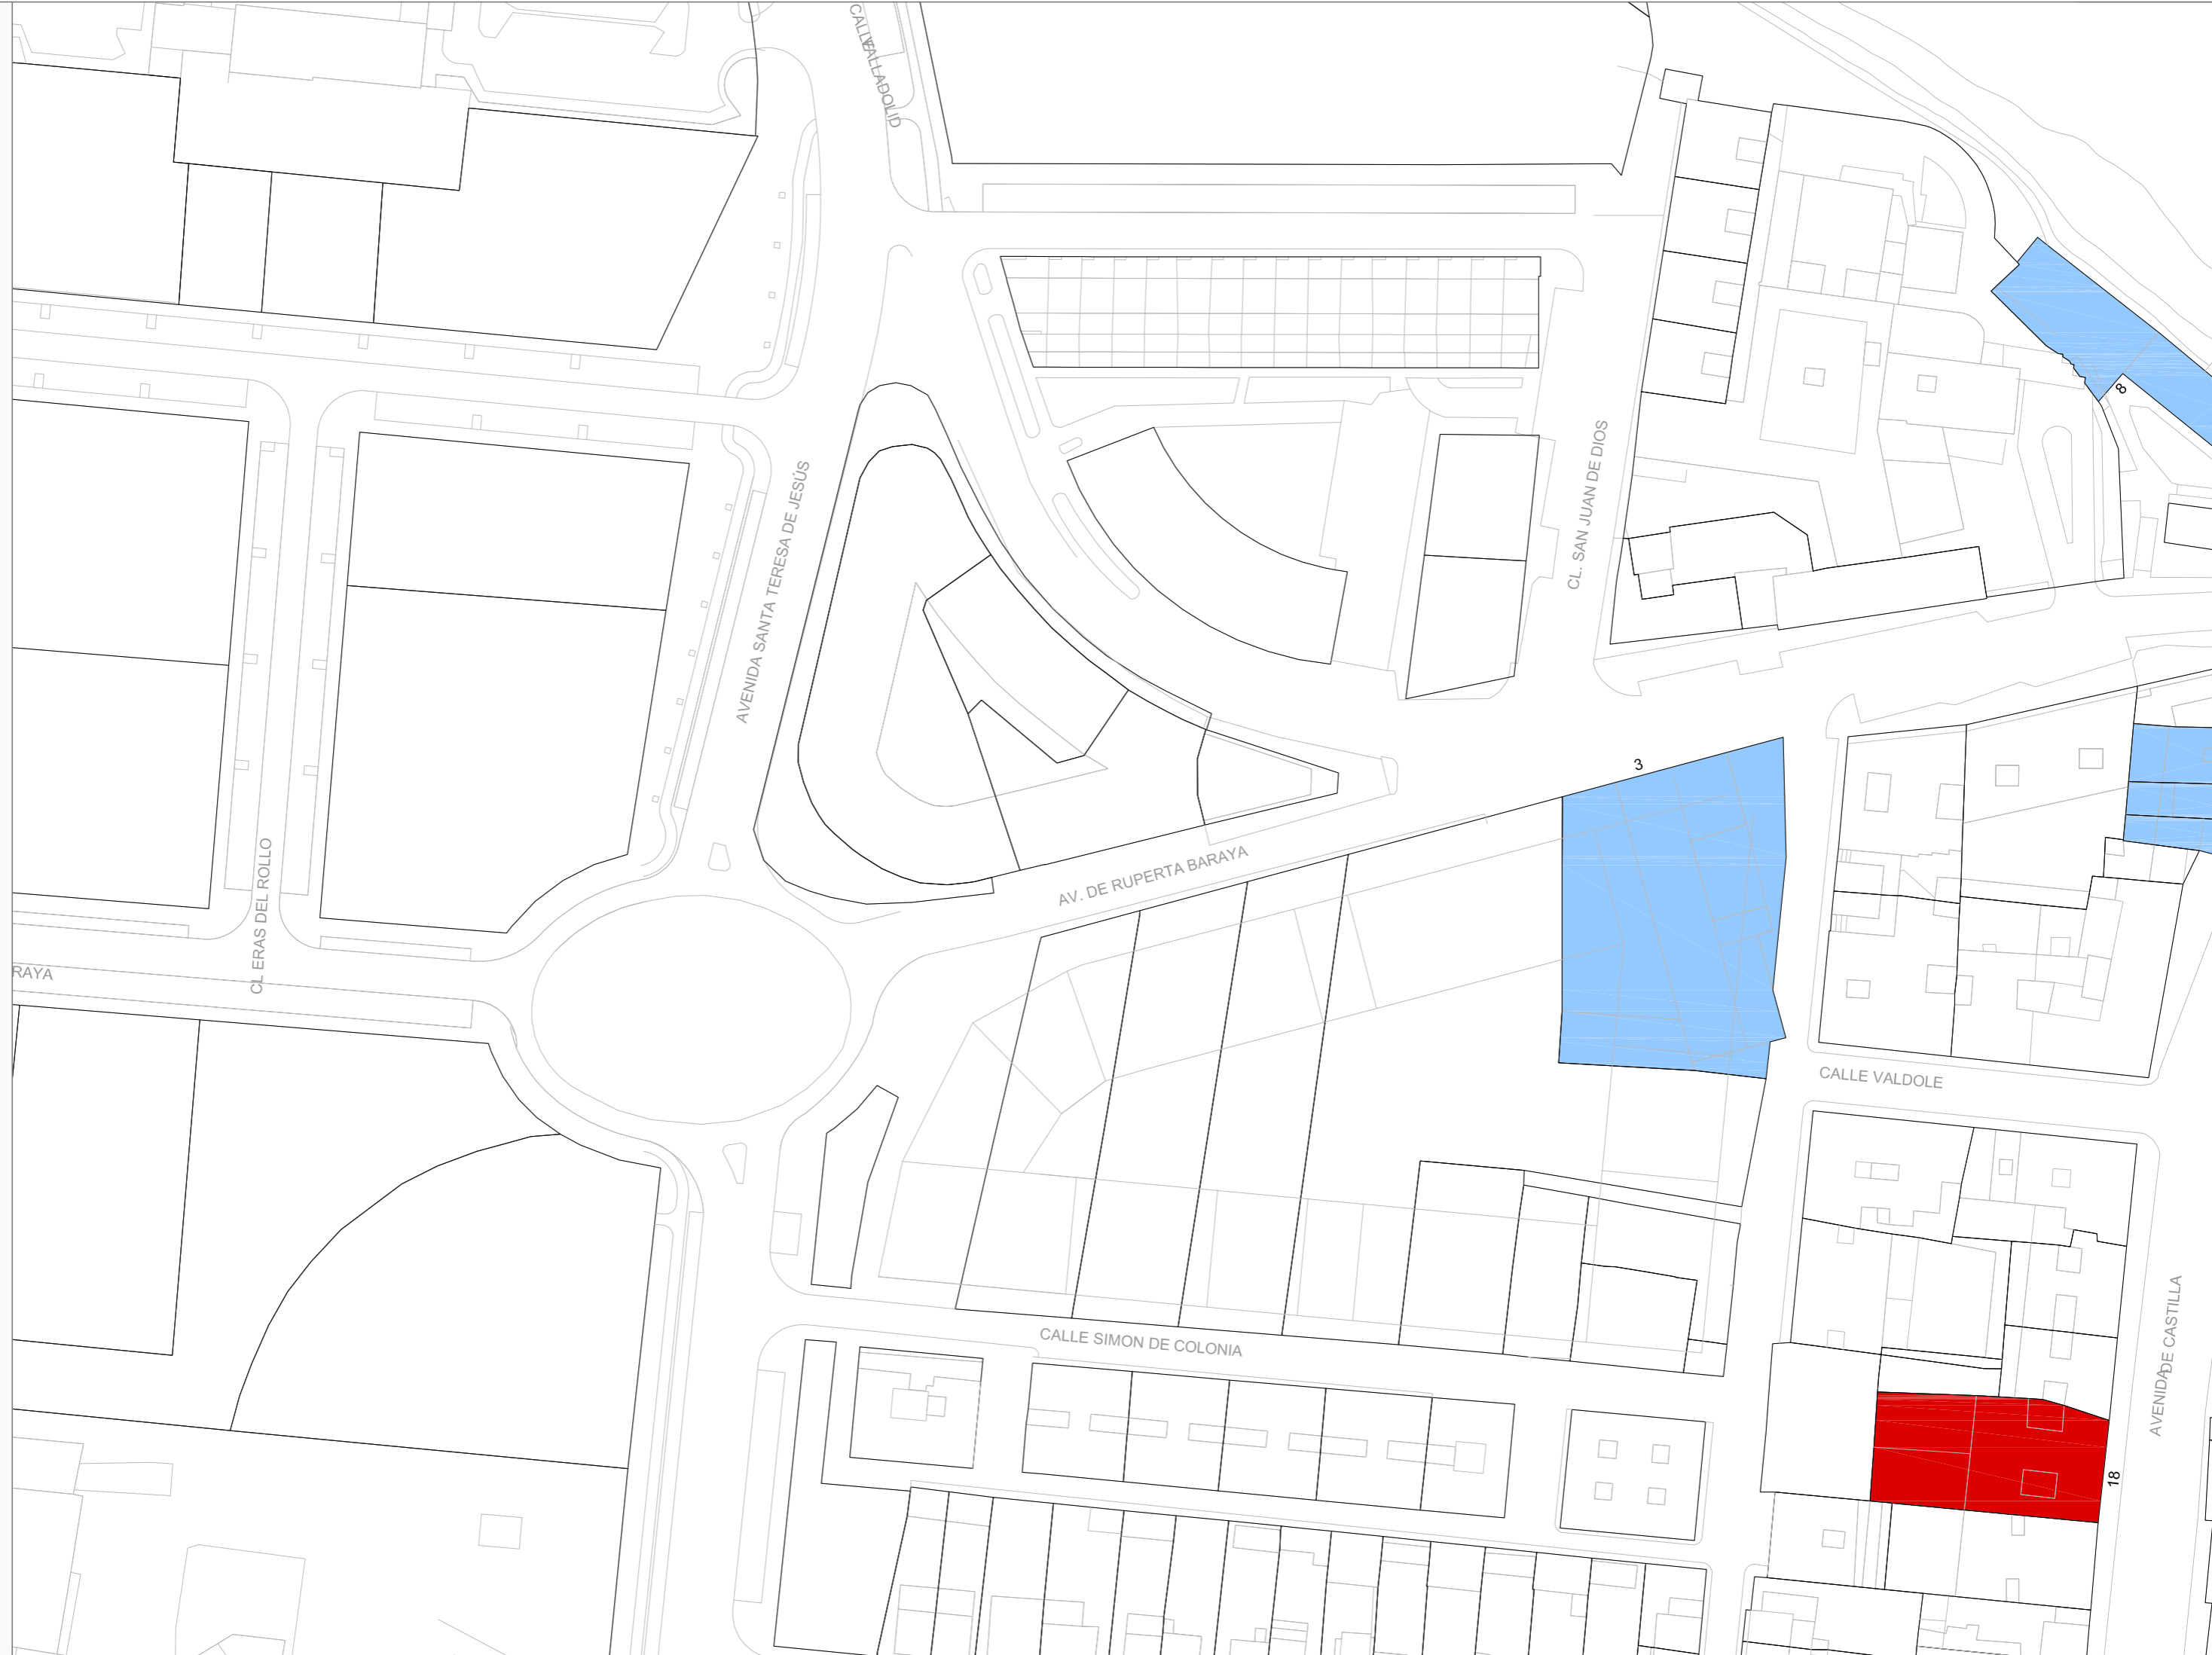 CALLE VALLADOLID
8
CL. SAN JUAN DE DIOS
AVENIDA SANTA TERESA DE JESÚS
3
AV. DE RUPERTA BARAYA
CL ERAS DEL ROLLO
RAYA
CALLE VALDOLE
CALLE SIMON DE COLONIA
AVENIDA DE CASTILLA
18